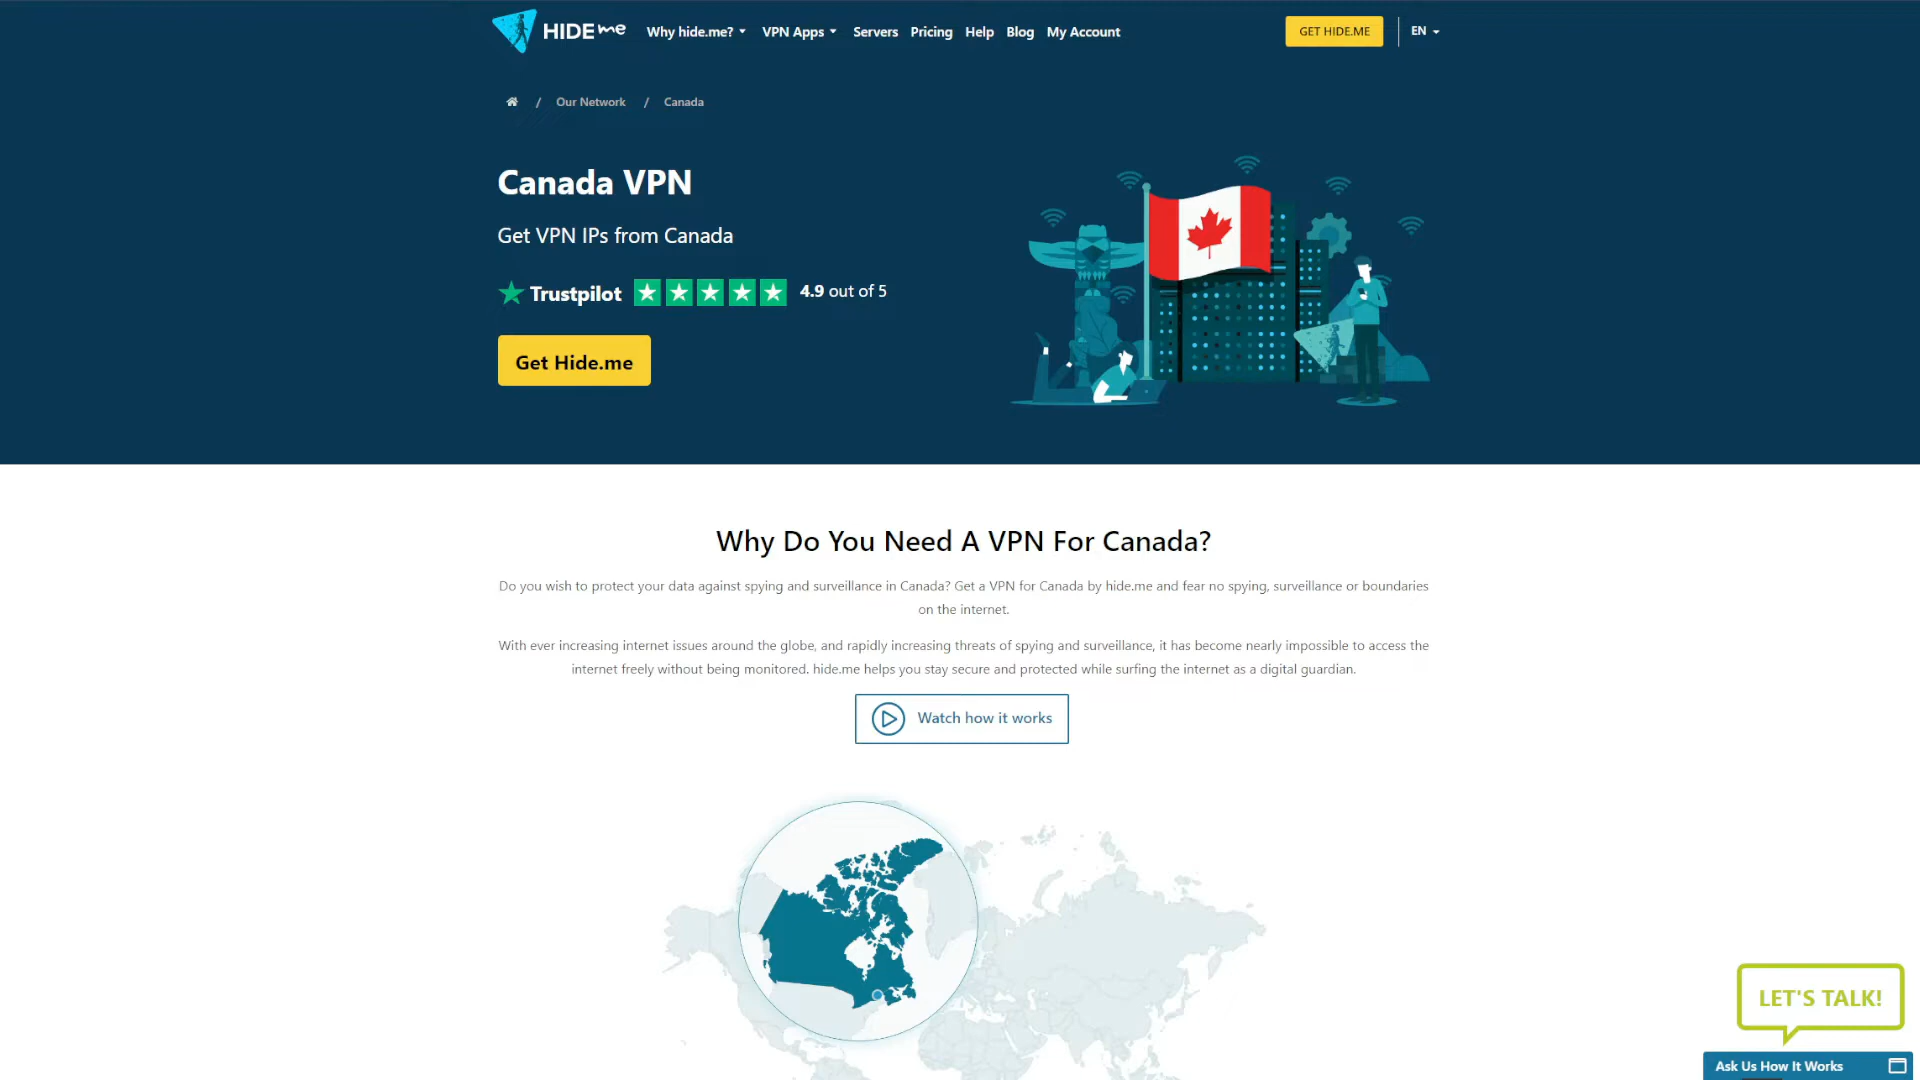 HIDE me
Why hide.me? VPN Apps Servers Pricing Help Blog My Account
GET HIDE.ME
EN
/ Our Network / Canada
Canada VPN
Get VPN IPs from Canada
Trustpilot 4.9 out of 5
Get Hide.me
Why Do You Need A VPN For Canada?
Do you wish to protect your data against spying and surveillance in Canada? Get a VPN for Canada by hide.me and fear no spying, surveillance or boundaries
on the internet.
With ever increasing internet issues around the globe, and rapidly increasing threats of spying and surveillance, it has become nearly impossible to access the
internet freely without being monitored. hide.me helps you stay secure and protected while surfing the internet as a digital guardian.
Watch how it works
LET'S TALK!
Ask Us How It Works